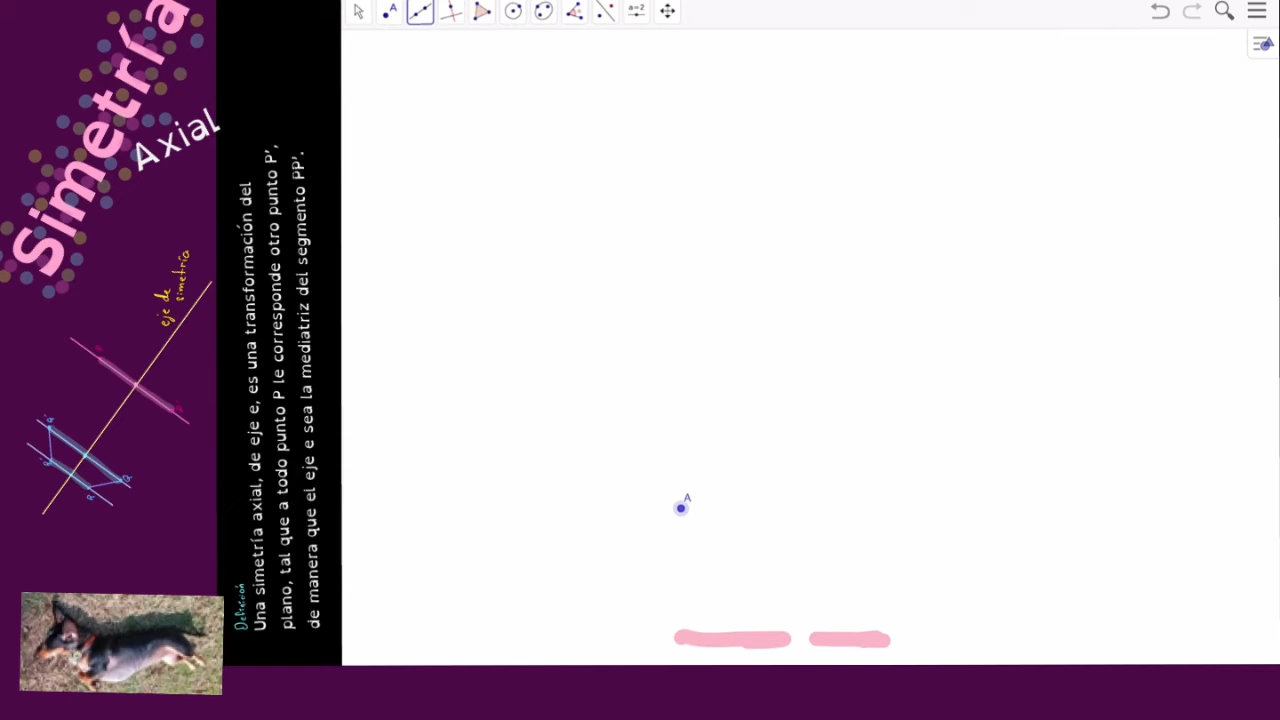 Simetría
Axial
eje de
simetría
Definición
Una simetría axial, de eje e, es una transformación del
plano, tal que a todo punto P le corresponde otro punto P',
de manera que el eje e sea la mediatriz del segmento PP'.
A
a=2
A